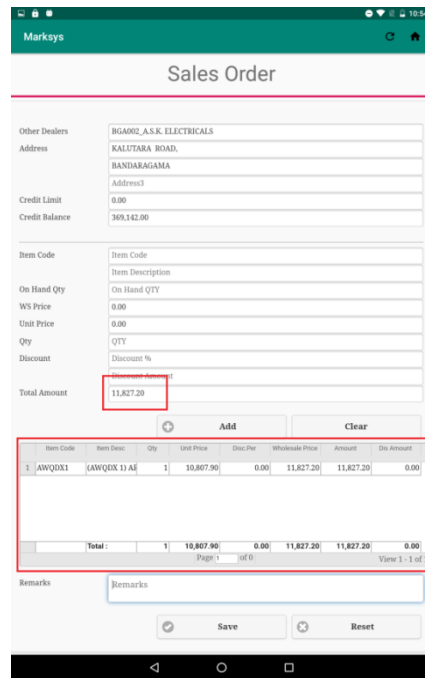 10:54
Marksys
Sales Order
Other Dealers BGA002_A.S.K. ELECTRICALS
Address KALUTARA ROAD,
BANDARAGAMA
Address3
Credit Limit 0.00
Credit Balance 369,142.00
Item Code Item Code
Item Description
On Hand Qty On Hand QTY
WS Price 0.00
Unit Price 0.00
Qty QTY
Discount Discount %
Discount Amount
Total Amount 11,827.20
Add Clear
Item Code Item Desc Qty Unit Price Disc.Per Wholesale Price Amount Dis Amount
1 AWQDX1 (AWQDX 1) Al 1 10,807.90 0.00 11,827.20 11,827.20 0.00
Total : 1 10,807.90 0.00 11,827.20 11,827.20 0.00
Page 1 of 0 View 1 - 1 of
Remarks Remarks
Save Reset